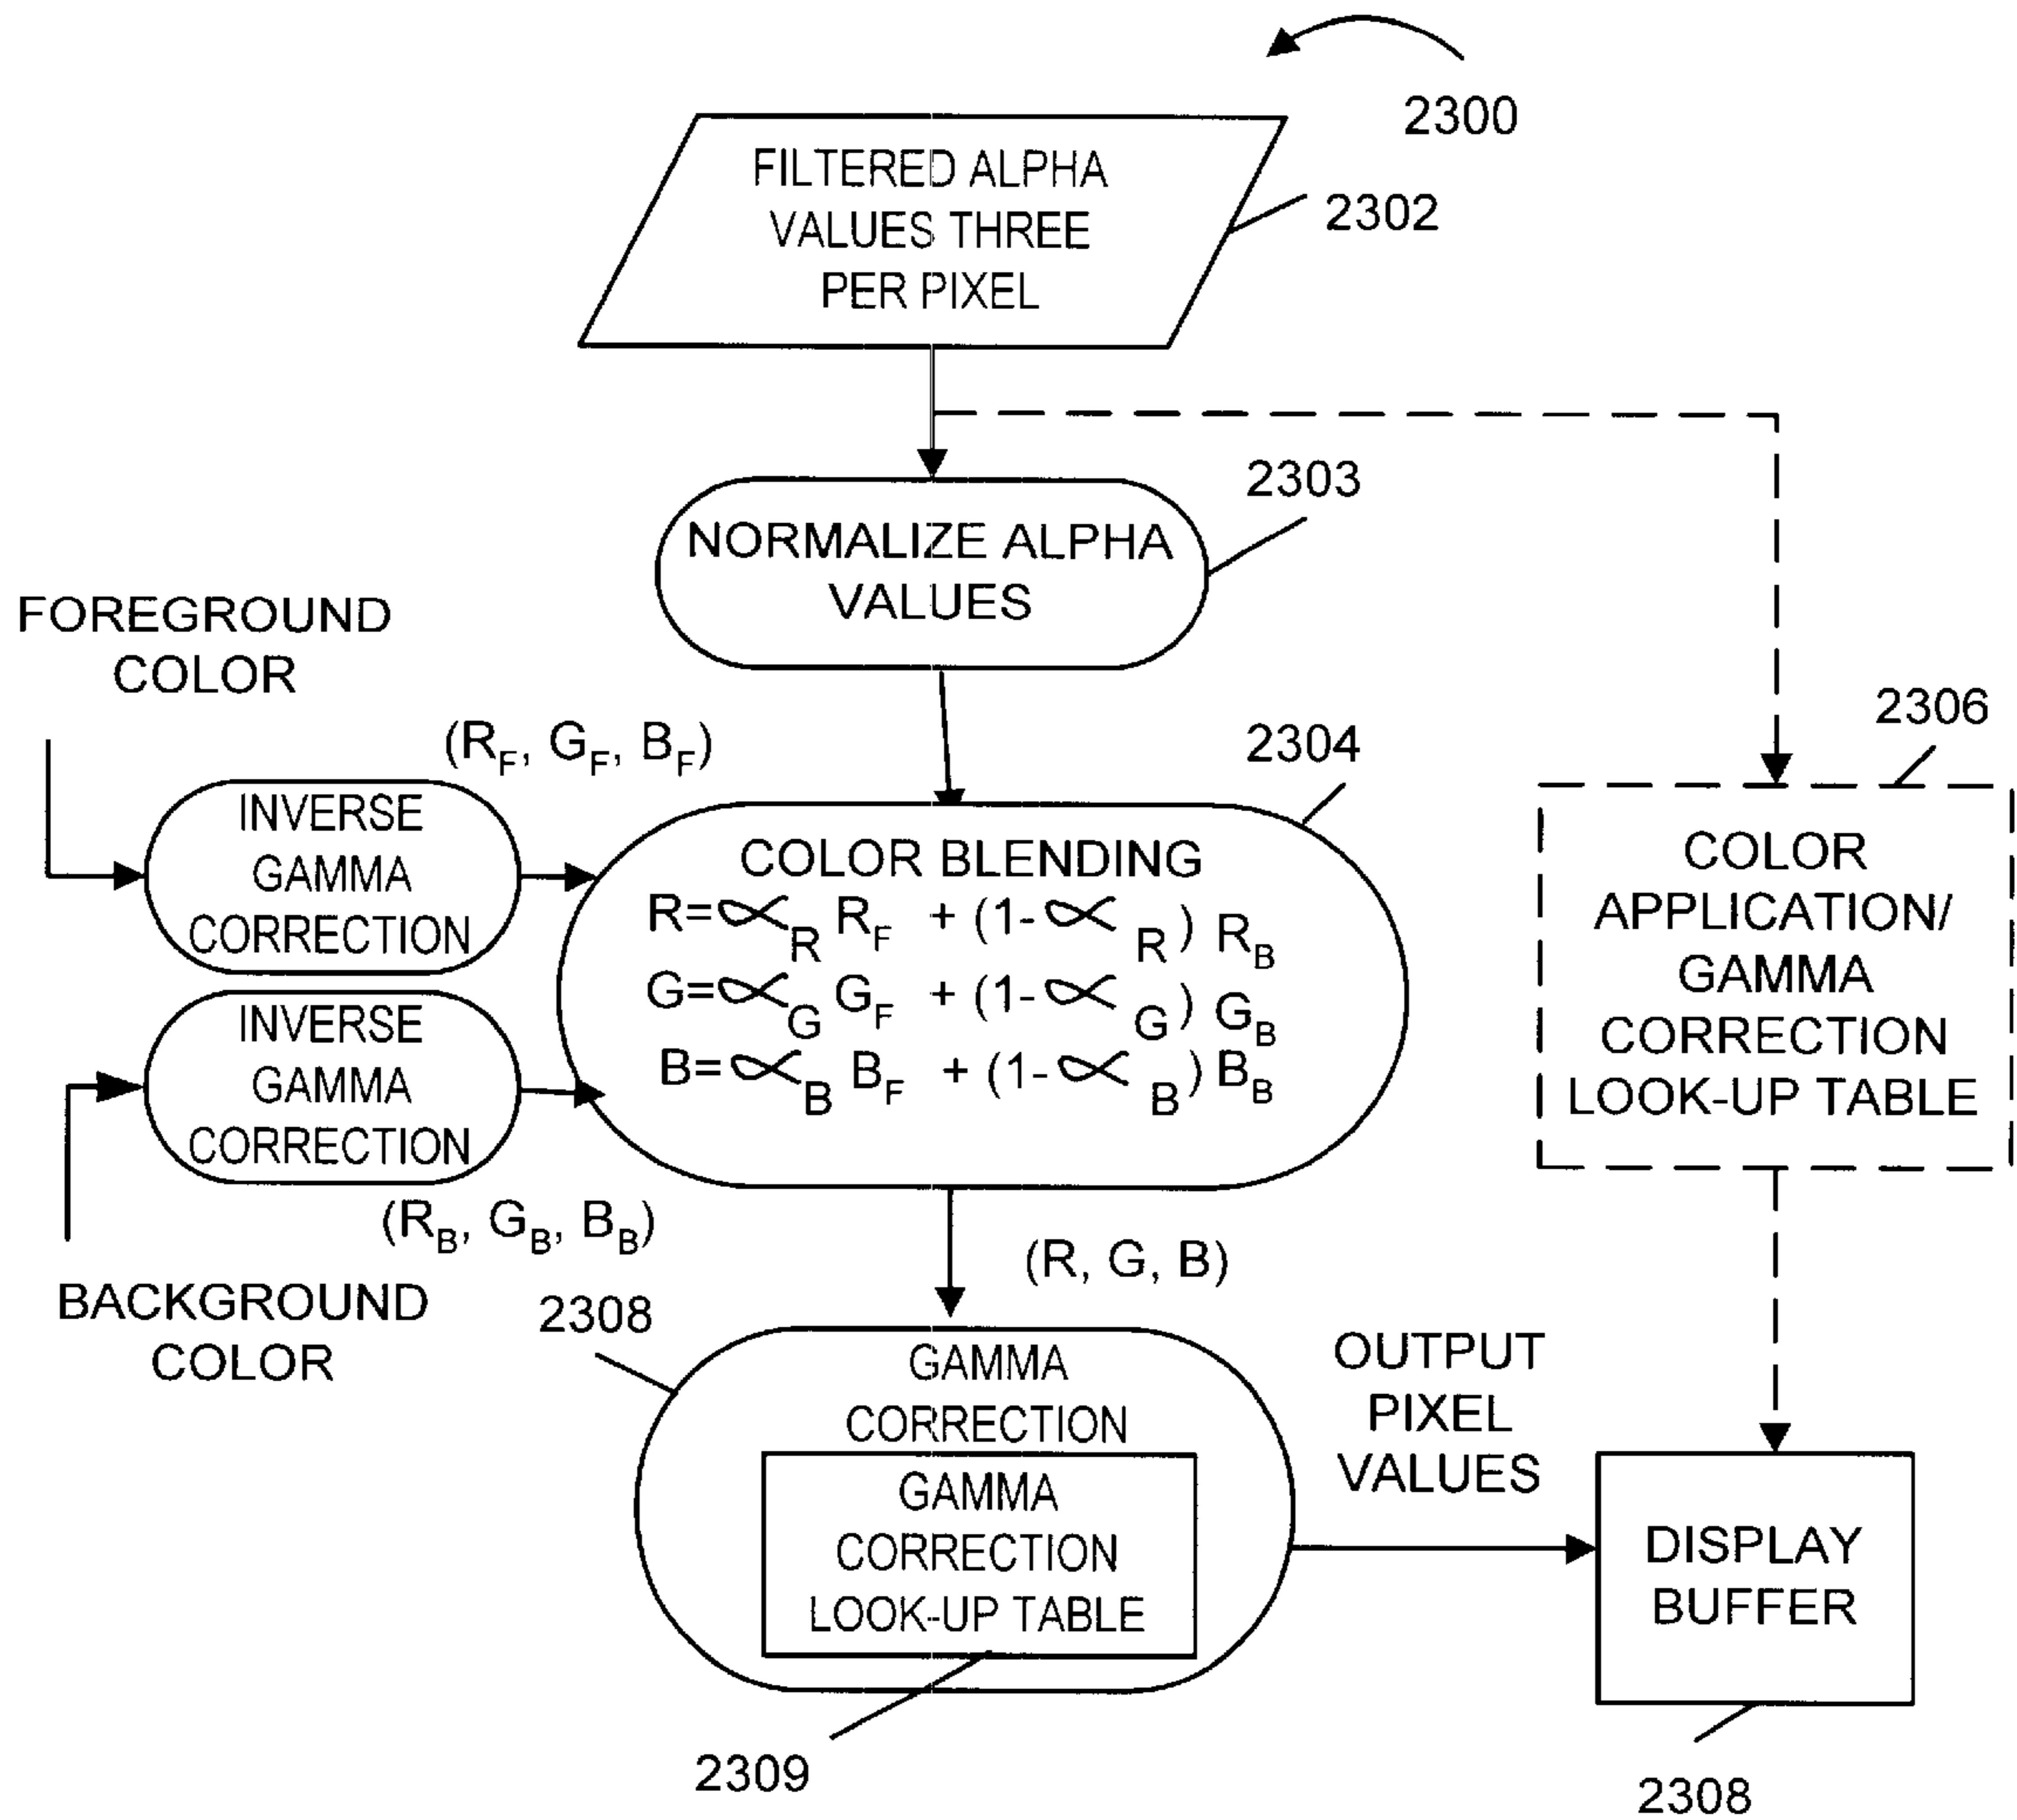 2300
FILTERED ALPHA
VALUES THREE
PER PIXEL
2302
2303
NORMALIZE ALPHA
VALUES
FOREGROUND
COLOR
(R_F, G_F, B_F)
2304
2306
INVERSE
GAMMA
CORRECTION
COLOR BLENDING
R=∝_R R_F + (1-∝_R) R_B
G=∝_G G_F + (1-∝_G) G_B
B=∝_B B_F + (1-∝_B) B_B
COLOR
APPLICATION/
GAMMA
CORRECTION
LOOK-UP TABLE
INVERSE
GAMMA
CORRECTION
(R_B, G_B, B_B)
BACKGROUND
COLOR
(R, G, B)
2308
GAMMA
CORRECTION
GAMMA
CORRECTION
LOOK-UP TABLE
2309
OUTPUT
PIXEL
VALUES
DISPLAY
BUFFER
2308